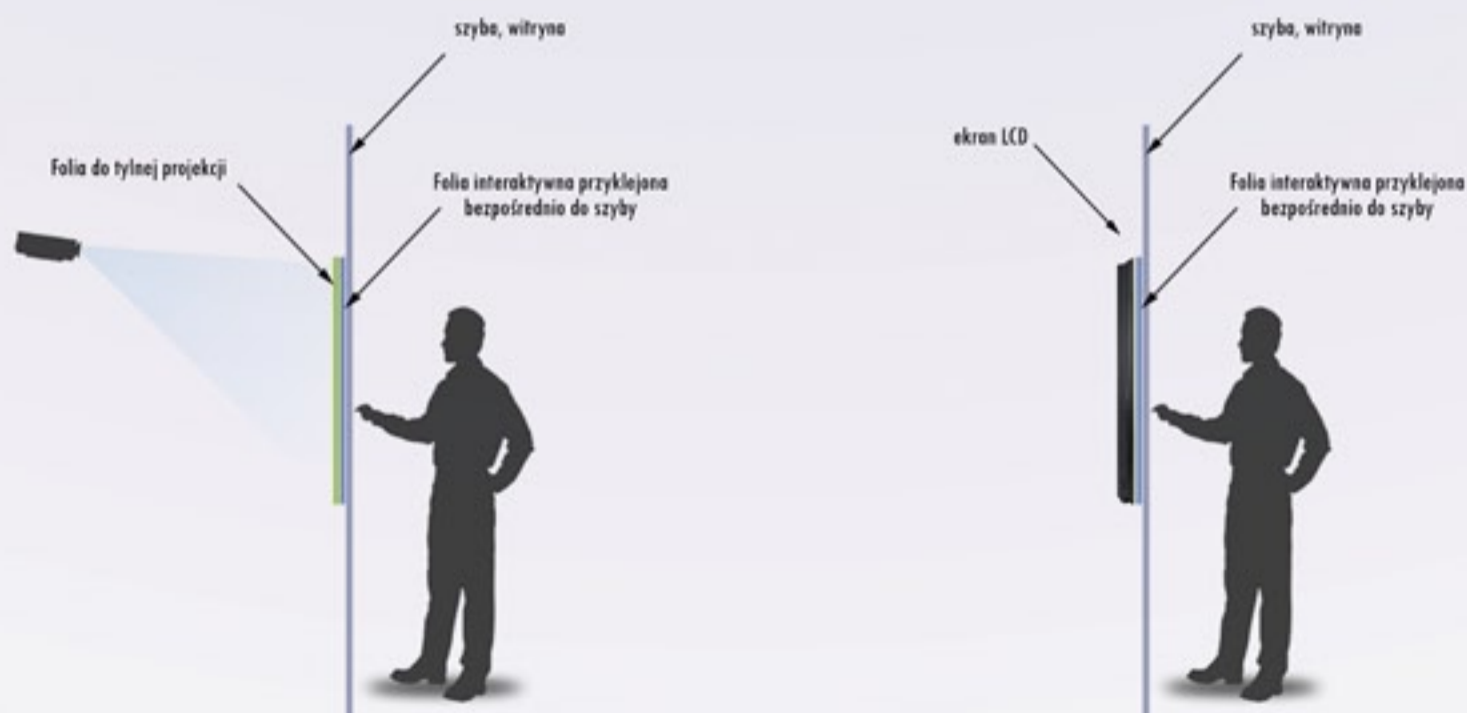 szyba, witryna
Folia do tylnej projekcji
Folia interaktywna przyklejona
bezpośrednio do szyby
szyba, witryna
ekran LCD
Folia interaktywna przyklejona
bezpośrednio do szyby